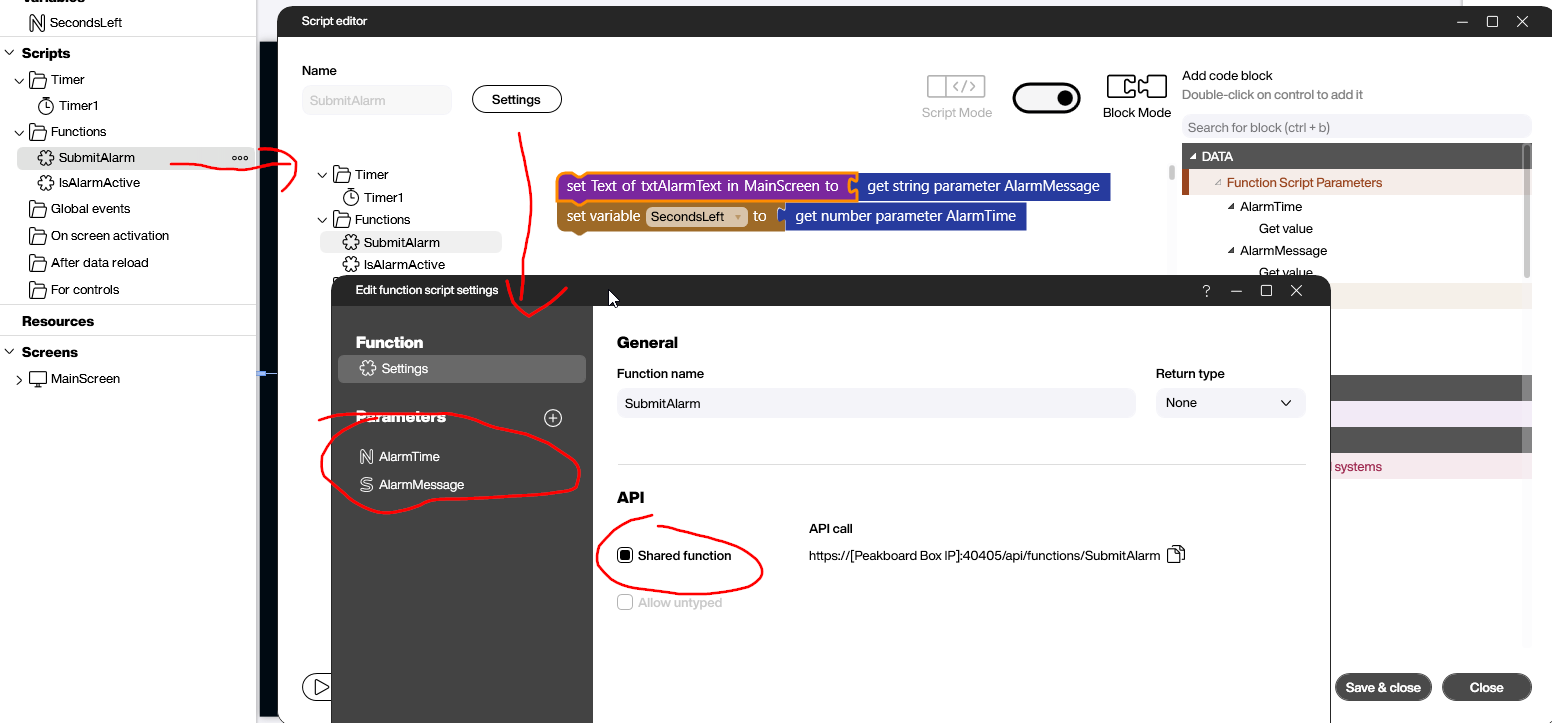 Variables
SecondsLeft
Scripts
Timer
Timer1
Functions
SubmitAlarm
IsAlarmActive
Global events
On screen activation
After data reload
For controls
Resources
Screens
MainScreen
Script editor
Name
SubmitAlarm
Settings
</>
Script Mode
Block Mode
Add code block
Double-click on control to add it
Search for block (ctrl + b)
Timer
Timer1
Functions
SubmitAlarm
IsAlarmActive
set Text of txtAlarmText in MainScreen to get string parameter AlarmMessage
set variable SecondsLeft to get number parameter AlarmTime
DATA
Function Script Parameters
AlarmTime
Get value
AlarmMessage
Get value
systems
Edit function script settings
?
Function
Settings
Parameters
AlarmTime
AlarmMessage
General
Function name
Return type
SubmitAlarm
None
API
API call
Shared function
https://[Peakboard Box IP]:40405/api/functions/SubmitAlarm
Allow untyped
Save & close
Close